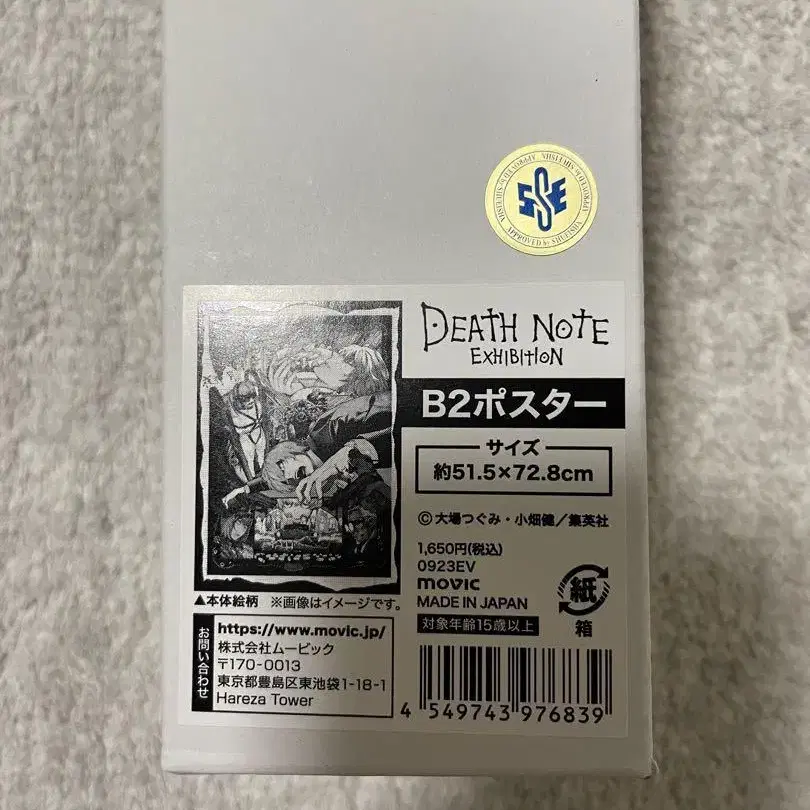 APPROVED by SHUEISHA
SSE
APPROVED by SHUEISHA
DEATH NOTE
EXHIBITION
B2ポスター
サイズ
約51.5×72.8cm
©大場つぐみ・小畑健／集英社
1,650円(税込)
0923EV
movic
MADE IN JAPAN
対象年齢15歳以上
紙
箱
▲本体絵柄 ※画像はイメージです。
お問い合わせ
https://www.movic.jp/
株式会社ムービック
〒170-0013
東京都豊島区東池袋1-18-1
Hareza Tower
4 549743 976839